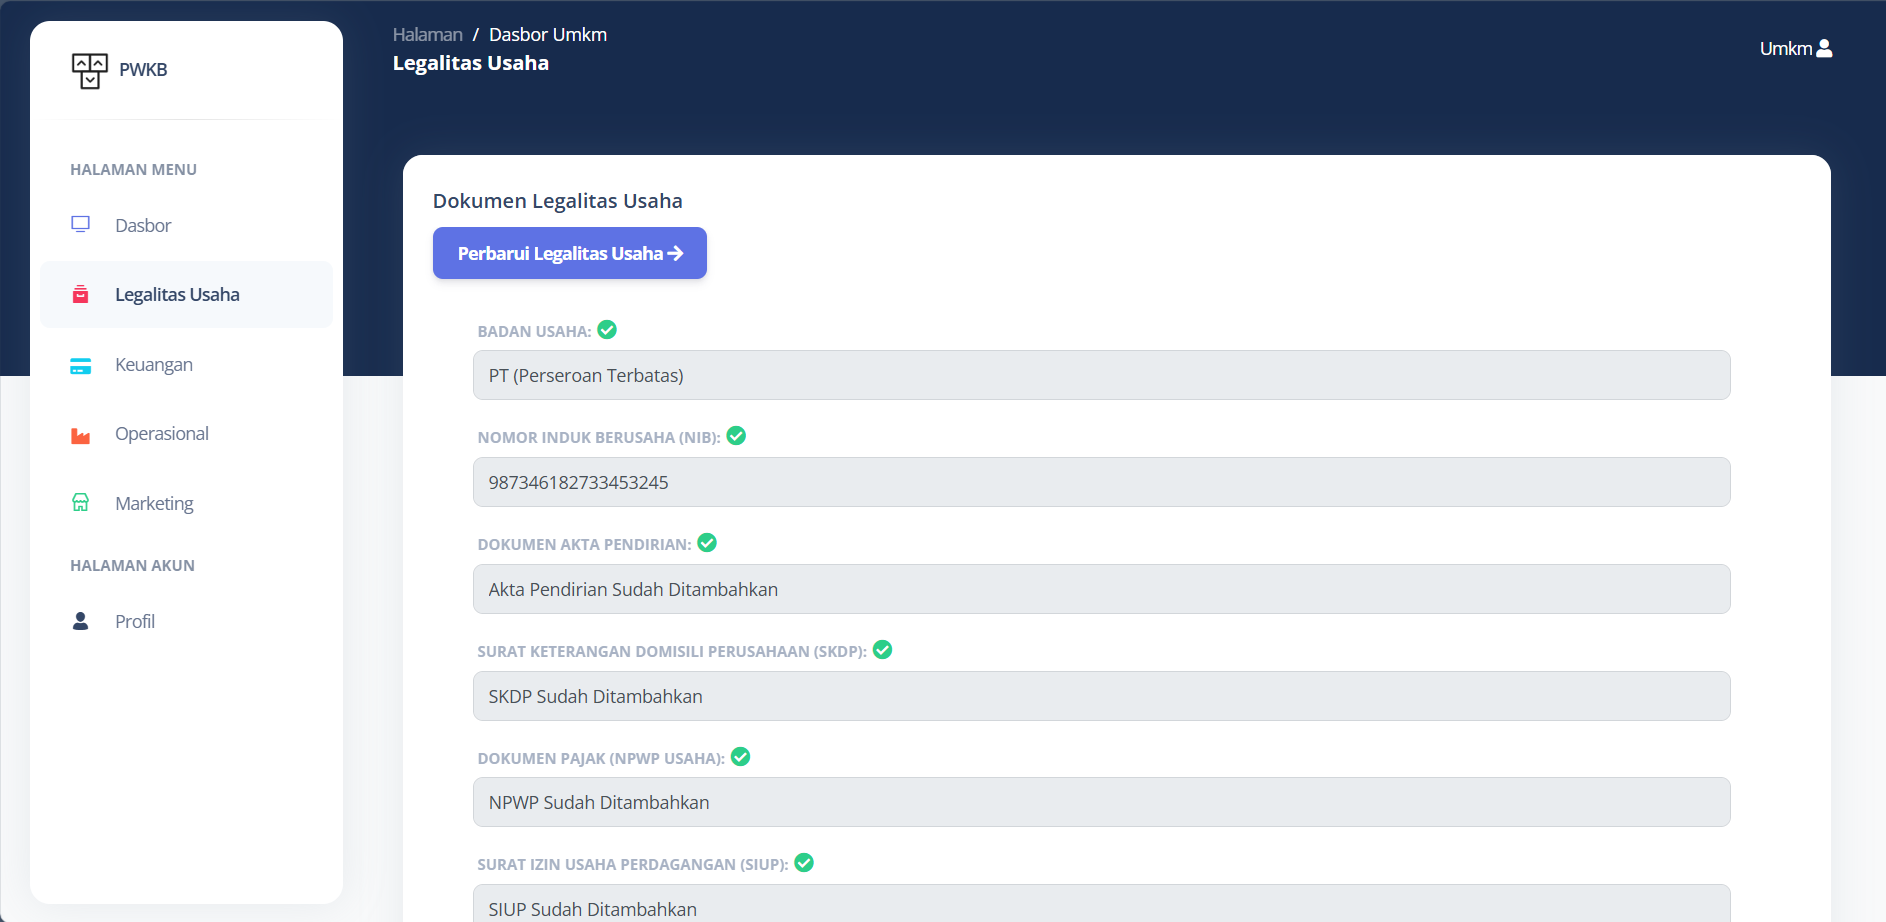 PWKB
HALAMAN MENU
Dasbor
Legalitas Usaha
Keuangan
Operasional
Marketing
HALAMAN AKUN
Profil
Halaman / Dasbor Umkm
Legalitas Usaha
Umkm
Dokumen Legalitas Usaha
Perbarui Legalitas Usaha
BADAN USAHA:
PT (Perseroan Terbatas)
NOMOR INDUK BERUSAHA (NIB):
987346182733453245
DOKUMEN AKTA PENDIRIAN:
Akta Pendirian Sudah Ditambahkan
SURAT KETERANGAN DOMISILI PERUSAHAAN (SKDP):
SKDP Sudah Ditambahkan
DOKUMEN PAJAK (NPWP USAHA):
NPWP Sudah Ditambahkan
SURAT IZIN USAHA PERDAGANGAN (SIUP):
SIUP Sudah Ditambahkan